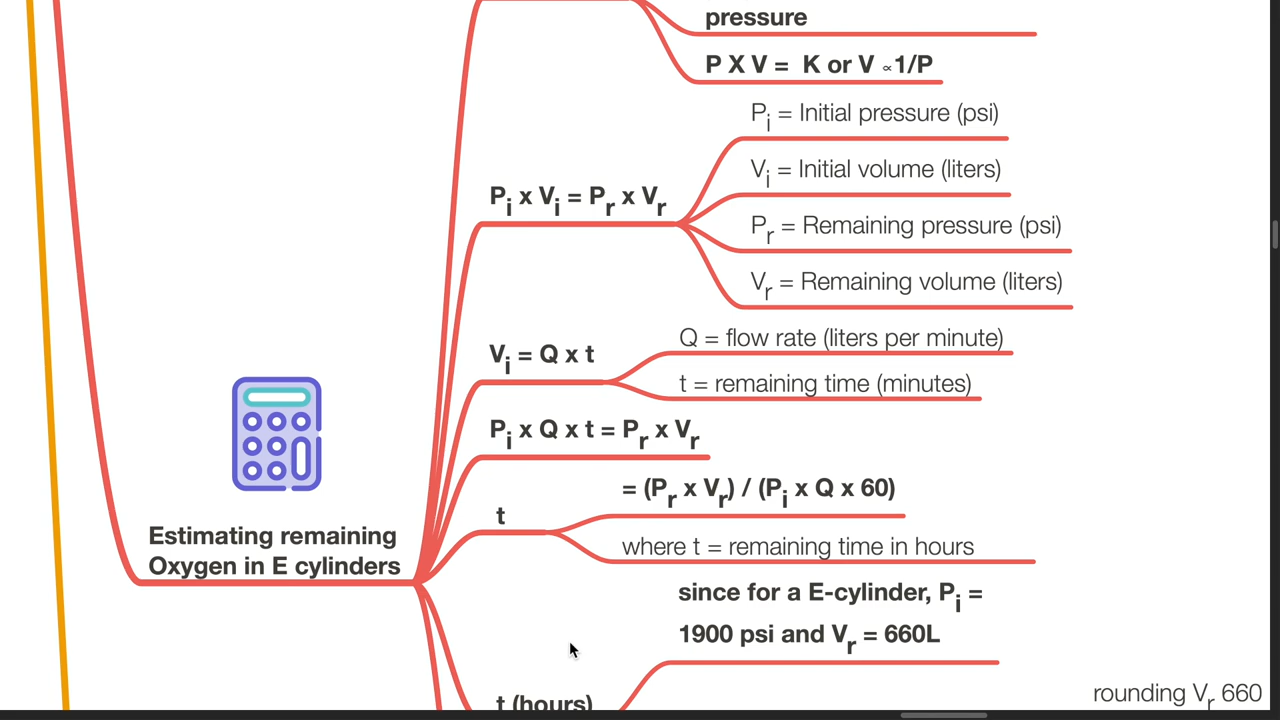 pressure
P X V =  K or V ∝1/P
Pi = Initial pressure (psi)
Vi = Initial volume (liters)
Pi x Vi = Pr x Vr
Pr = Remaining pressure (psi)
Vr = Remaining volume (liters)
Q = flow rate (liters per minute)
Vi = Q x t
t = remaining time (minutes)
Pi x Q x t = Pr x Vr
= (Pr x Vr) / (Pi x Q x 60)
t
where t = remaining time in hours
Estimating remaining
Oxygen in E cylinders
since for a E-cylinder, Pi =
1900 psi and Vr = 660L
t (hours)
rounding Vr 660